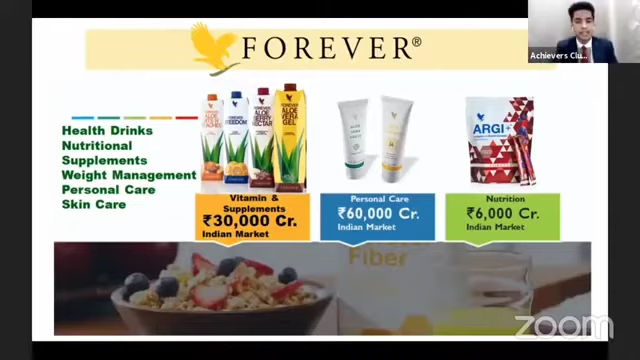 FOREVER®
Achievers Clu...
Health Drinks
Nutritional
Supplements
Weight Management
Personal Care
Skin Care
FOREVER
FREEDOM
FOREVER
ALOE
BERRY
NECTAR
FOREVER
ALOE VERA
GEL
ARGI+
Vitamin &
Supplements
₹30,000 Cr.
Indian Market
Personal Care
₹60,000 Cr.
Indian Market
Nutrition
₹6,000 Cr.
Indian Market
Fiber
zoom